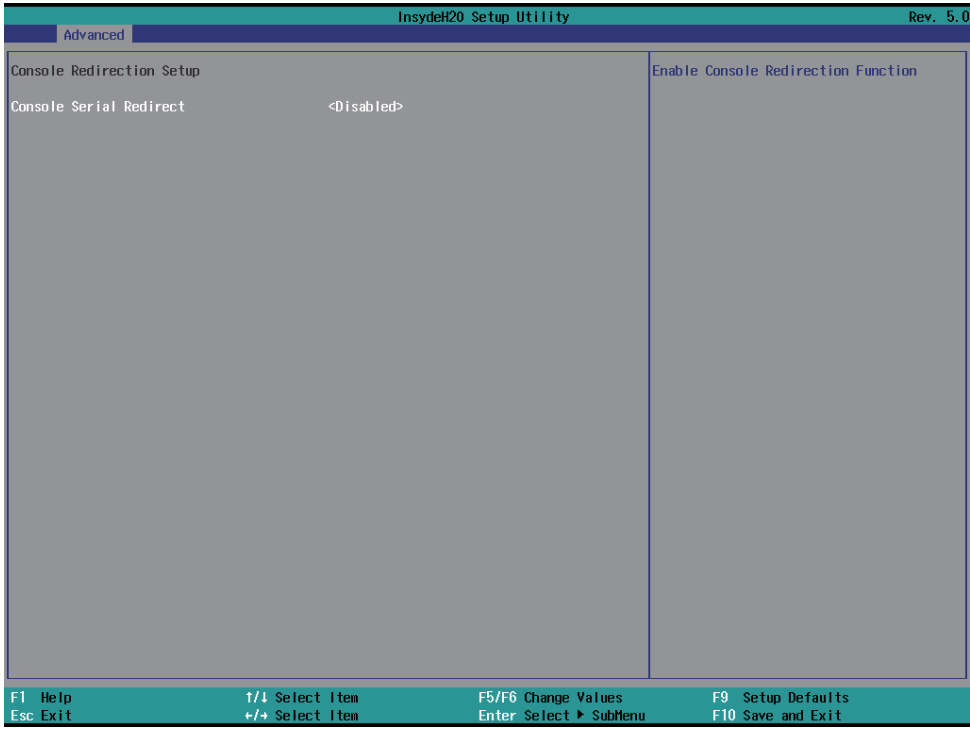 InsydeH20 Setup Utility Rev. 5.0
Advanced
Console Redirection Setup
Enable Console Redirection Function
Console Serial Redirect <Disabled>
F1 Help ↑/↓ Select Item F5/F6 Change Values F9 Setup Defaults
Esc Exit ←/→ Select Item Enter Select ▶ SubMenu F10 Save and Exit